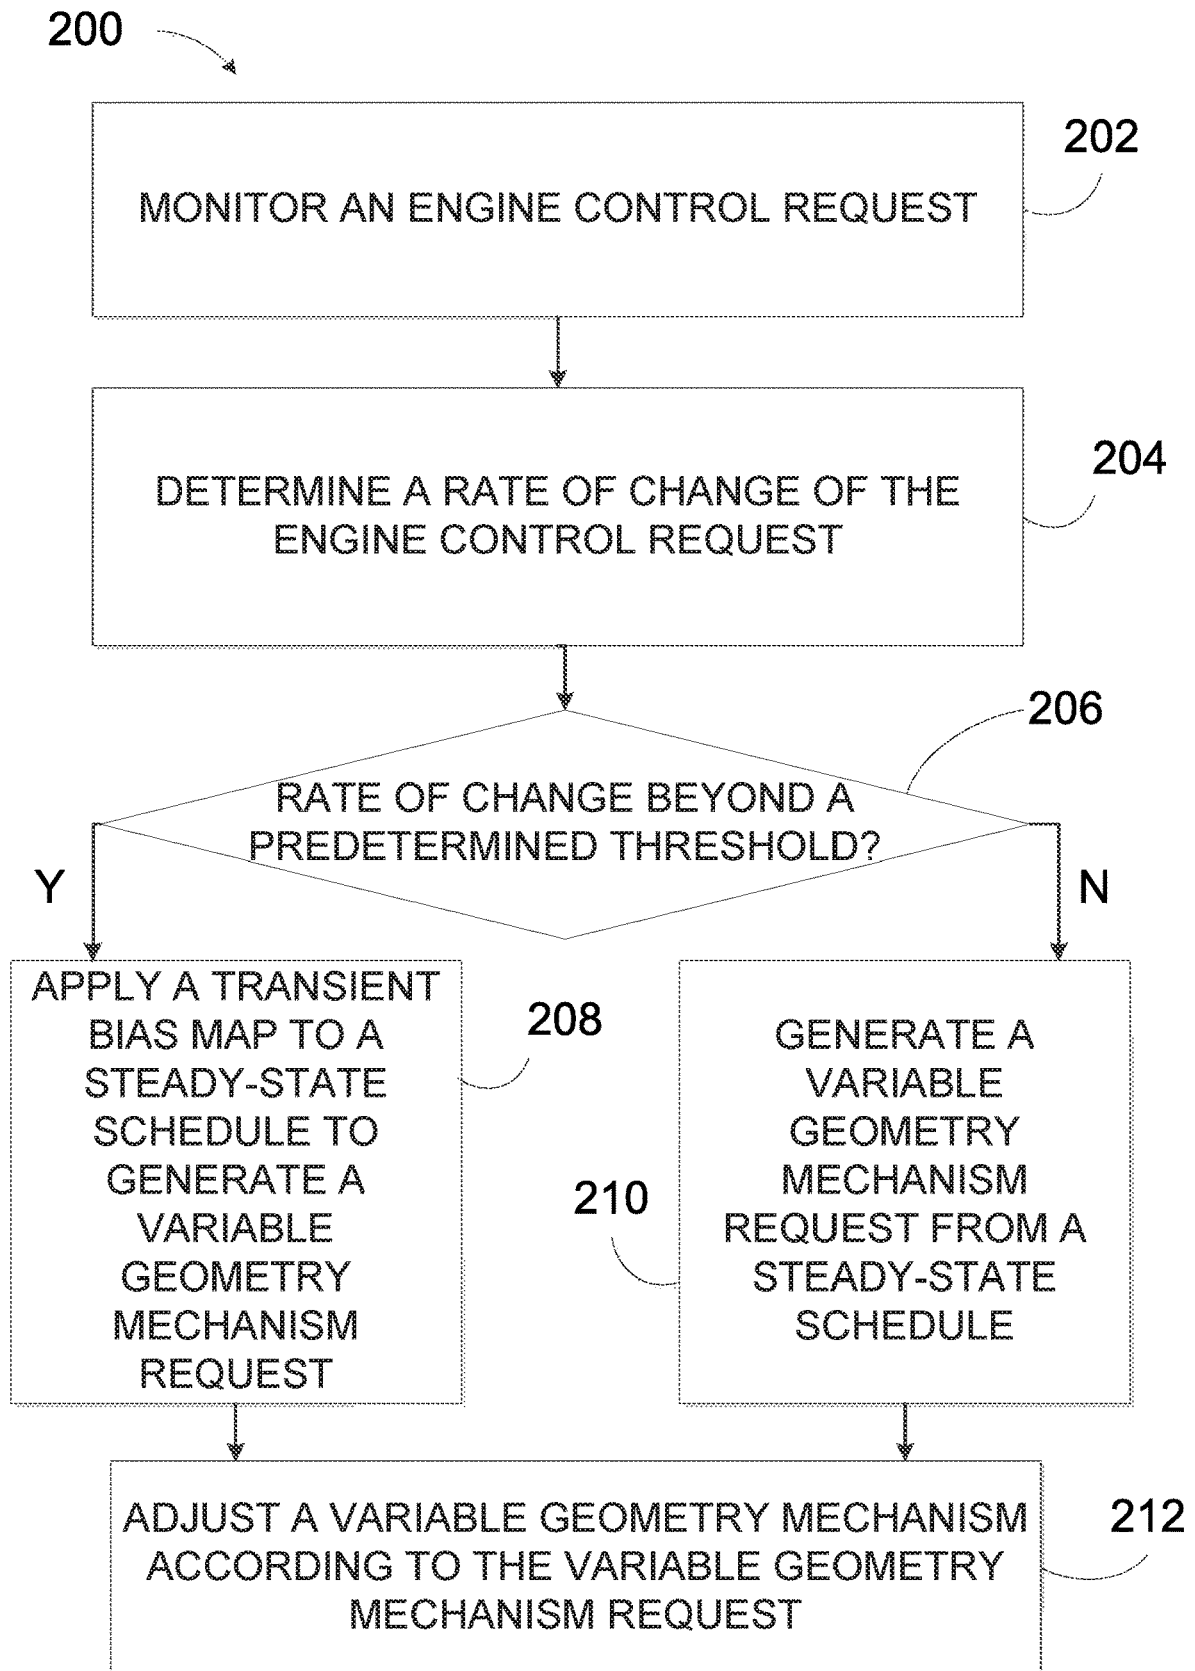 200
202
MONITOR AN ENGINE CONTROL REQUEST
204
DETERMINE A RATE OF CHANGE OF THE
ENGINE CONTROL REQUEST
206
RATE OF CHANGE BEYOND A
PREDETERMINED THRESHOLD?
Y
N
APPLY A TRANSIENT
BIAS MAP TO A
STEADY-STATE
SCHEDULE TO
GENERATE A
VARIABLE
GEOMETRY
MECHANISM
REQUEST
208
210
GENERATE A
VARIABLE
GEOMETRY
MECHANISM
REQUEST FROM A
STEADY-STATE
SCHEDULE
ADJUST A VARIABLE GEOMETRY MECHANISM
ACCORDING TO THE VARIABLE GEOMETRY
MECHANISM REQUEST
212